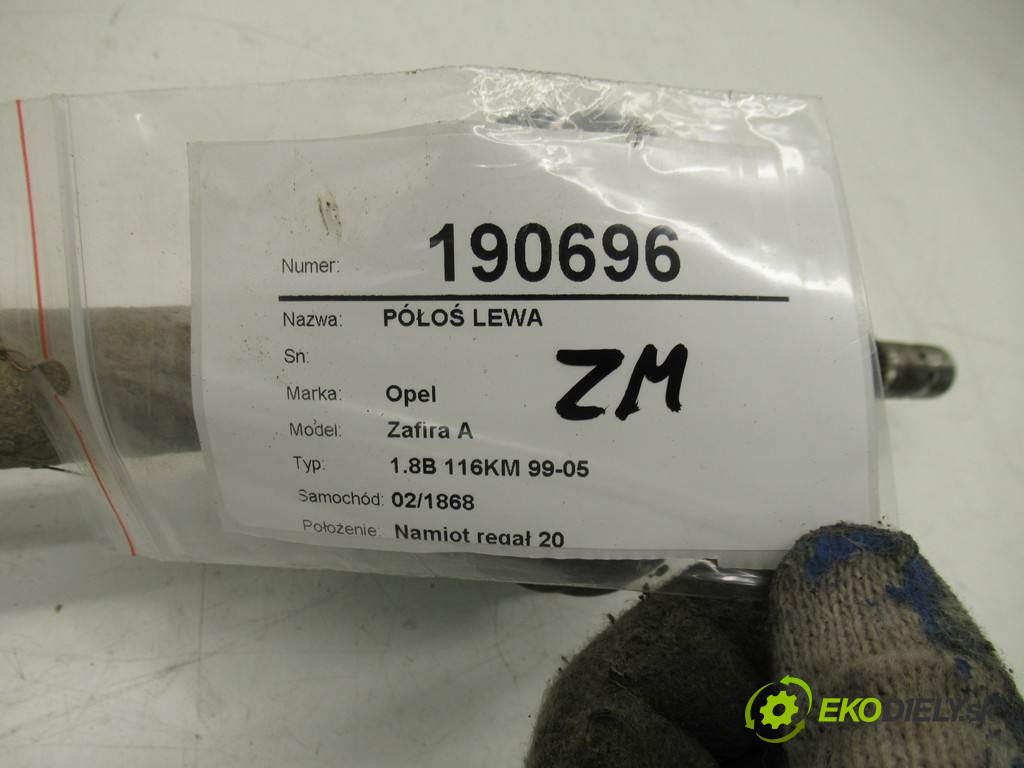 Numer: 190696
Nazwa: PÓŁOŚ LEWA
Sn:
ZM
Marka: Opel
Model: Zafira A
Typ: 1.8B 116KM 99-05
Samochód: 02/1868
Położenie: Namiot regał 20
EKODIELY.sk